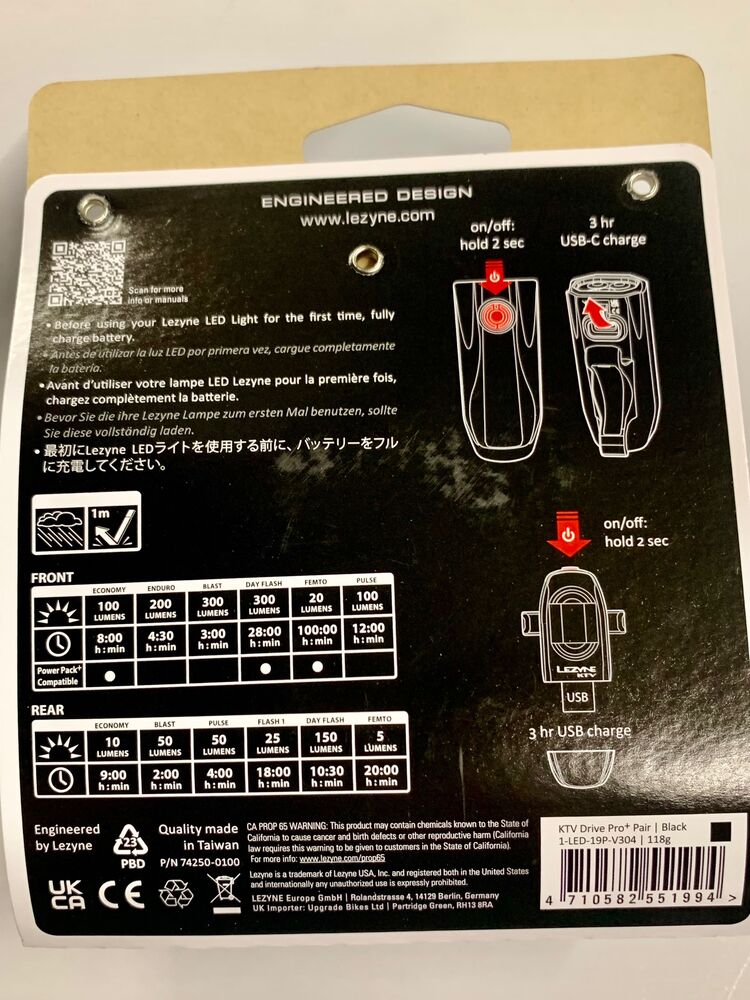 ENGINEERED DESIGN
www.lezyne.com
Scan for more
info or manuals
on/off:
hold 2 sec
3 hr
USB-C charge
• Before using your Lezyne LED Light for the first time, fully
charge battery.
• Antes de utilizar la luz LED por primera vez, cargue completamente
la batería.
• Avant d'utiliser votre lampe LED Lezyne pour la première fois,
chargez complètement la batterie.
• Bevor Sie die ihre Lezyne Lampe zum ersten Mal benutzen, sollte
Sie diese vollständig laden.
• 最初にLezyne LEDライトを使用する前に、バッテリーをフル
に充電してください。
1m
on/off:
hold 2 sec
FRONT
ECONOMY ENDURO BLAST DAY FLASH FEMTO PULSE
100 200 300 300 20 100
LUMENS LUMENS LUMENS LUMENS LUMENS LUMENS
8:00 4:30 3:00 28:00 100:00 12:00
h:min h:min h:min h:min h:min h:min
Power Pack+
Compatible
LEZYNE
KTV
USB
3 hr USB charge
REAR
ECONOMY BLAST PULSE FLASH 1 DAY FLASH FEMTO
10 50 50 25 150 5
LUMENS LUMENS LUMENS LUMENS LUMENS LUMENS
9:00 2:00 4:00 18:00 10:30 20:00
h:min h:min h:min h:min h:min h:min
Engineered
by Lezyne
23
PBD
Quality made
in Taiwan
P/N 74250-0100
CA PROP 65 WARNING: This product may contain chemicals known to the State of
California to cause cancer and birth defects or other reproductive harm (California
law requires this warning to be given to customers in the State of California).
For more info: www.lezyne.com/prop65
Lezyne is a trademark of Lezyne USA, Inc. and registered both in the United States
and internationally any unauthorized use is expressly prohibited.
LEZYNE Europe GmbH | Rolandstrasse 4, 14129 Berlin, Germany
UK Importer: Upgrade Bikes Ltd | Partridge Green, RH13 8RA
UK
CA
CE
KTV Drive Pro+ Pair | Black
1-LED-19P-V304 | 118g
4 710582 551994 >